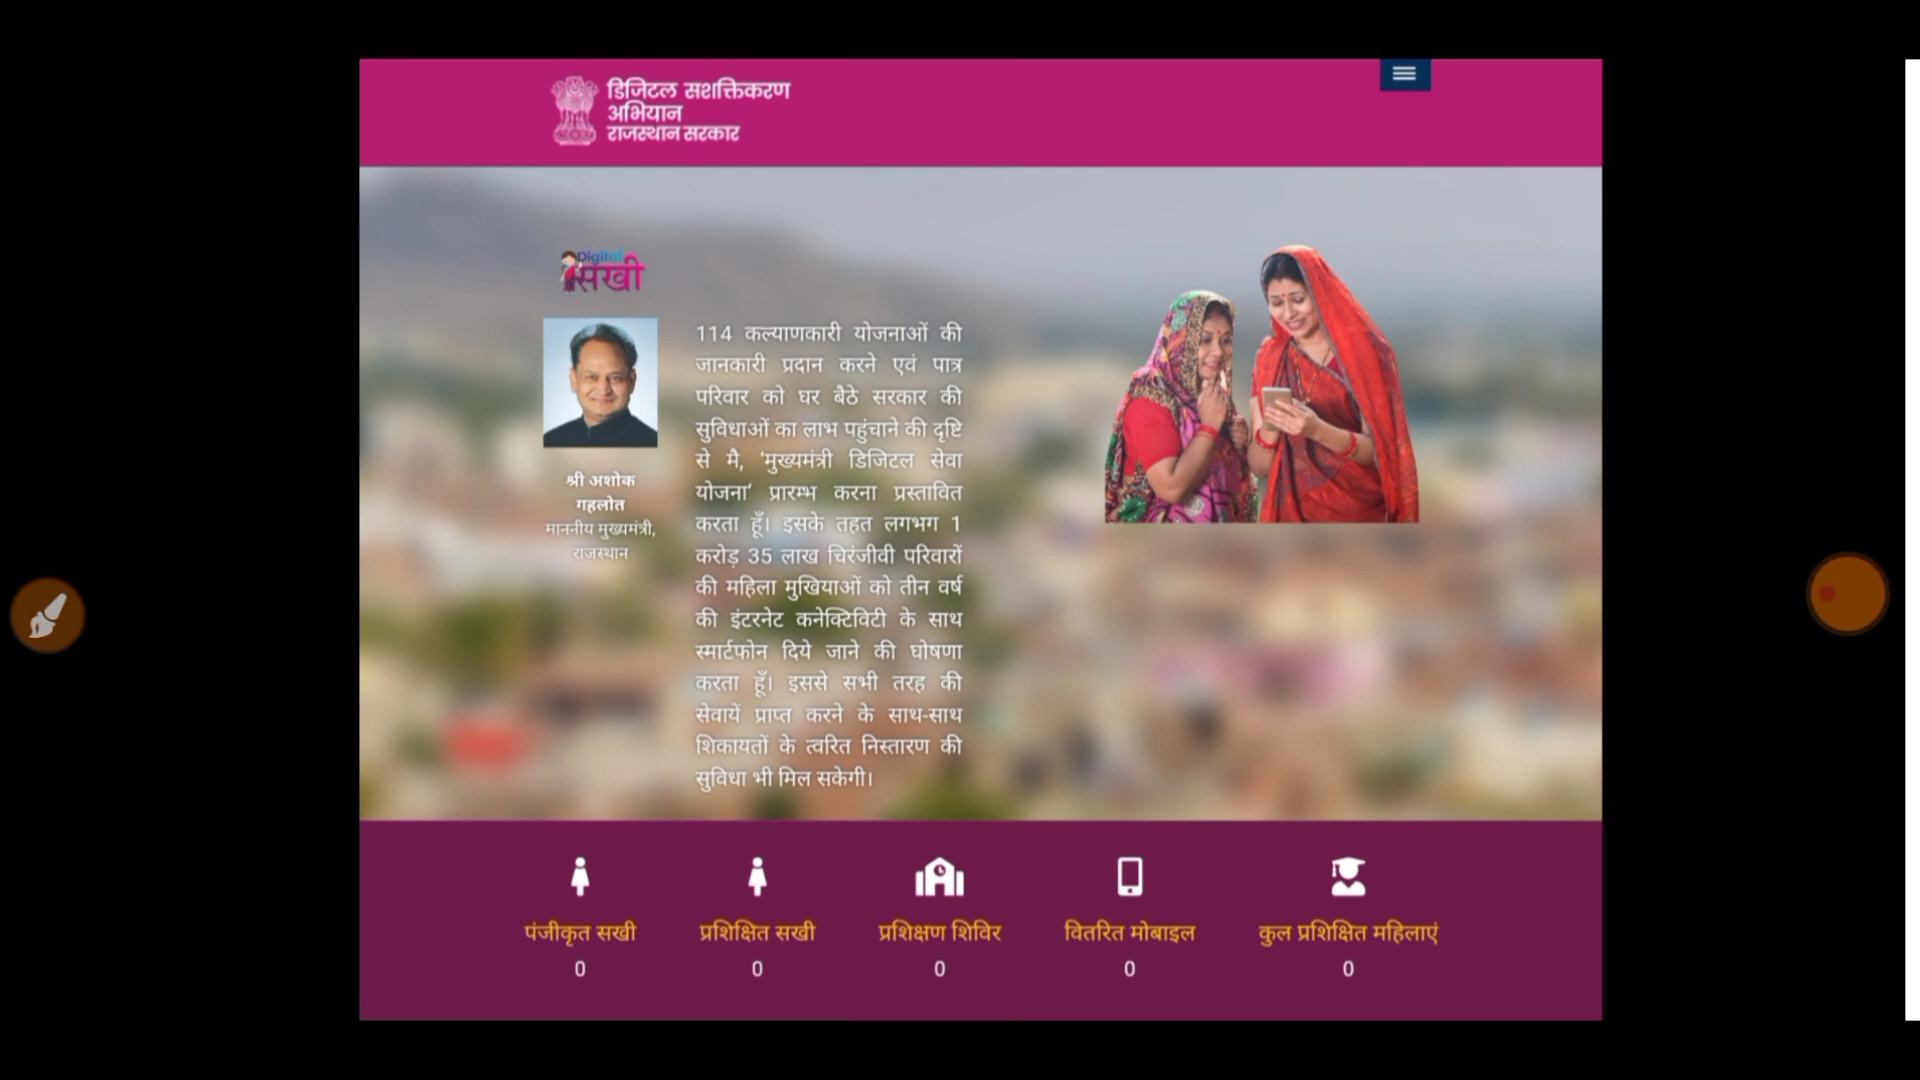 डिजिटल सशक्तिकरण
अभियान
राजस्थान सरकार
Digital
सखी
श्री अशोक
गहलोत
माननीय मुख्यमंत्री,
राजस्थान
114 कल्याणकारी योजनाओं की
जानकारी प्रदान करने एवं पात्र
परिवार को घर बैठे सरकार की
सुविधाओं का लाभ पहुंचाने की दृष्टि
से मै, ‘मुख्यमंत्री डिजिटल सेवा
योजना‘ प्रारम्भ करना प्रस्तावित
करता हूँ। इसके तहत लगभग 1
करोड़ 35 लाख चिरंजीवी परिवारों
की महिला मुखियाओं को तीन वर्ष
की इंटरनेट कनेक्टिविटी के साथ
स्मार्टफोन दिये जाने की घोषणा
करता हूँ। इससे सभी तरह की
सेवायें प्राप्त करने के साथ-साथ
शिकायतों के त्वरित निस्तारण की
सुविधा भी मिल सकेगी।
पंजीकृत सखी
0
प्रशिक्षित सखी
0
प्रशिक्षण शिविर
0
वितरित मोबाइल
0
कुल प्रशिक्षित महिलाएं
0